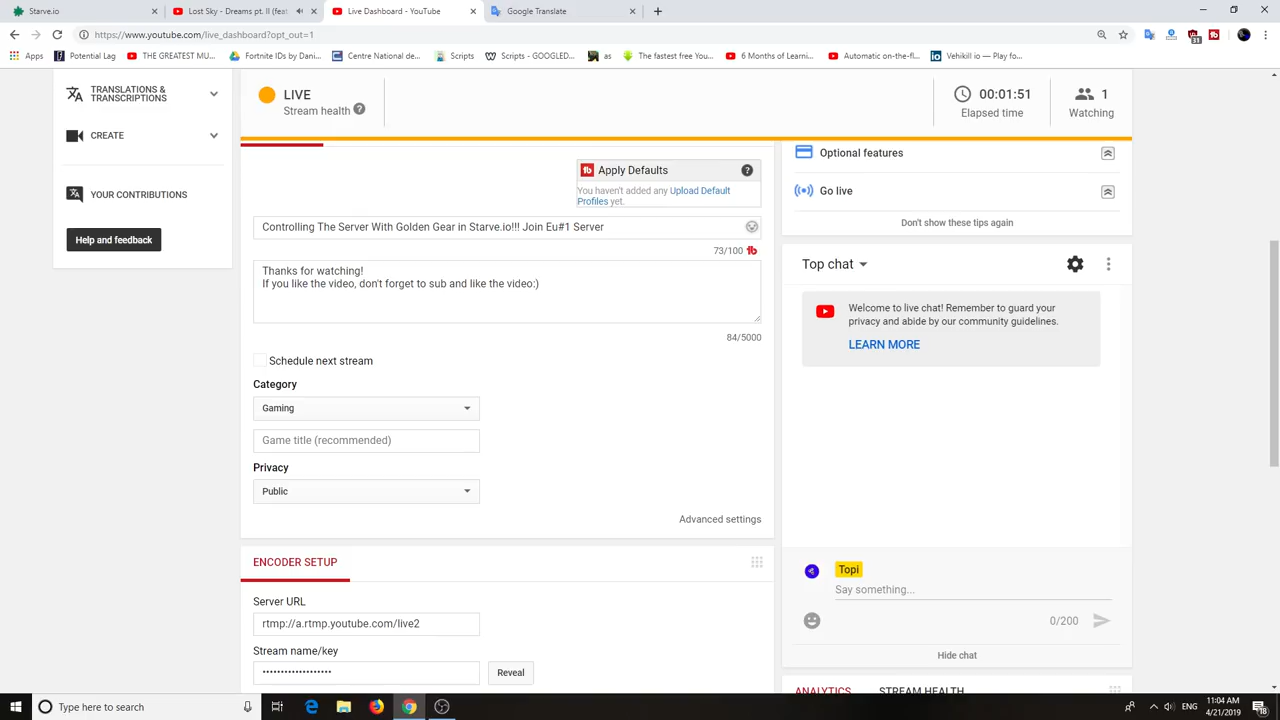 Starve.io
Lost Sky - Dreams pt. II (feat
Live Dashboard - YouTube
Google Translate
https://www.youtube.com/live_dashboard?opt_out=1
Apps
Potential Lag
THE GREATEST MU...
Fortnite IDs by Dani...
Centre National de...
Scripts
Scripts - GOOGLED...
as
The fastest free You...
6 Months of Learni...
Automatic on-the-fl...
Vehikill io — Play fo...
TRANSLATIONS &
TRANSCRIPTIONS
CREATE
YOUR CONTRIBUTIONS
Help and feedback
LIVE
Stream health
00:01:51
Elapsed time
1
Watching
Apply Defaults
You haven't added any Upload Default
Profiles yet.
Controlling The Server With Golden Gear in Starve.io!!! Join Eu#1 Server
73/100
Thanks for watching!
If you like the video, don't forget to sub and like the video:)
84/5000
Schedule next stream
Category
Gaming
Game title (recommended)
Privacy
Public
Advanced settings
ENCODER SETUP
Server URL
rtmp://a.rtmp.youtube.com/live2
Stream name/key
••••••••••••••••••
Reveal
Optional features
Go live
Don't show these tips again
Top chat
Welcome to live chat! Remember to guard your
privacy and abide by our community guidelines.
LEARN MORE
Topi
Say something...
0/200
Hide chat
ANALYTICS
STREAM HEALTH
Type here to search
ENG
11:04 AM
4/21/2019
18